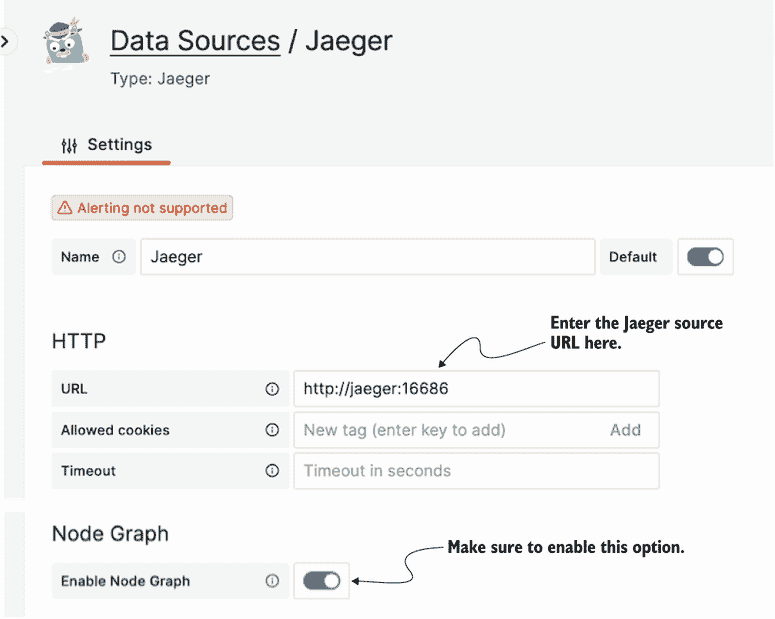 Data Sources / Jaeger
Type: Jaeger
Settings
Alerting not supported
Name
Jaeger
Default
Enter the Jaeger source
URL here.
HTTP
URL
http://jaeger:16686
Allowed cookies
New tag (enter key to add)
Add
Timeout
Timeout in seconds
Node Graph
Make sure to enable this option.
Enable Node Graph